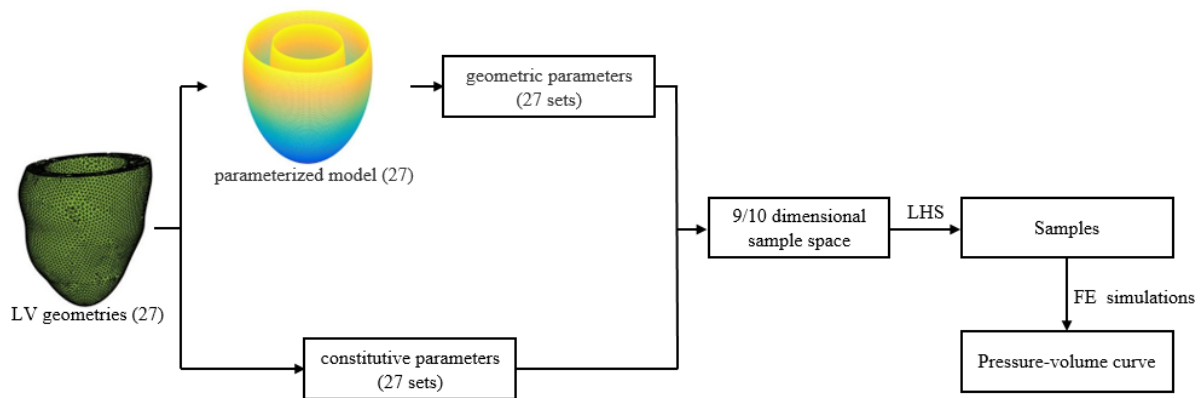 geometric parameters
(27 sets)
parameterized model (27)
LV geometries (27)
9/10 dimensional
sample space
LHS
Samples
FE simulations
Pressure-volume curve
constitutive parameters
(27 sets)